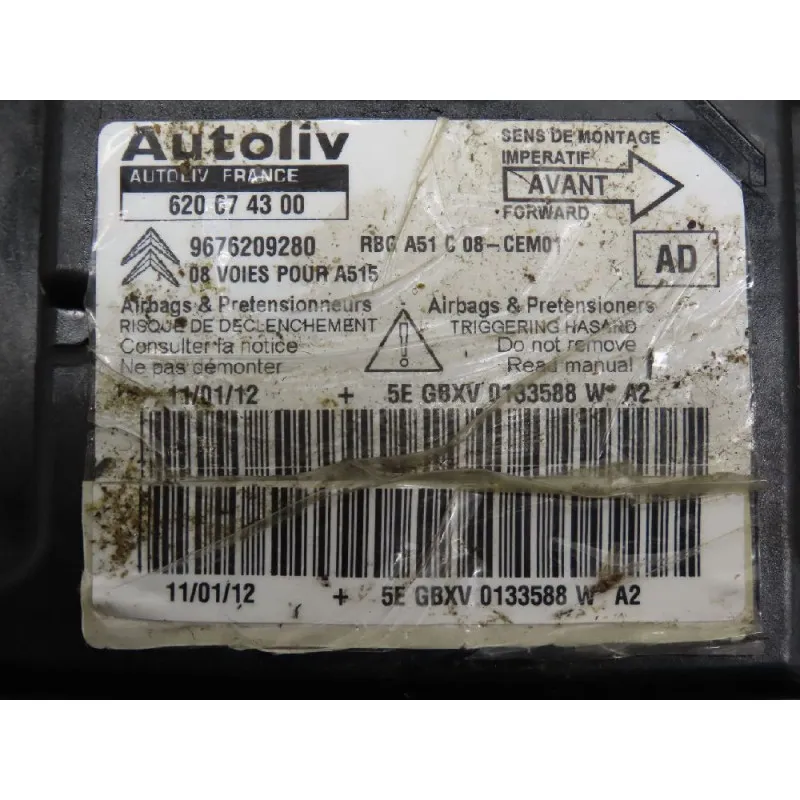 Autoliv
AUTOLIV FRANCE
620 67 43 00
SENS DE MONTAGE
IMPERATIF
AVANT
FORWARD
9676209280 RBG A51 C 08-CEM01
08 VOIES POUR A515
AD
Airbags & Pretensionneurs
RISQUE DE DECLENCHEMENT
Consulter la notice
Ne pas démonter
Airbags & Pretensioners
TRIGGERING HASARD
Do not remove
Read manual
11/01/12 + 5E GBXV 0133588 W A2
11/01/12 + 5E GBXV 0133588 W A2